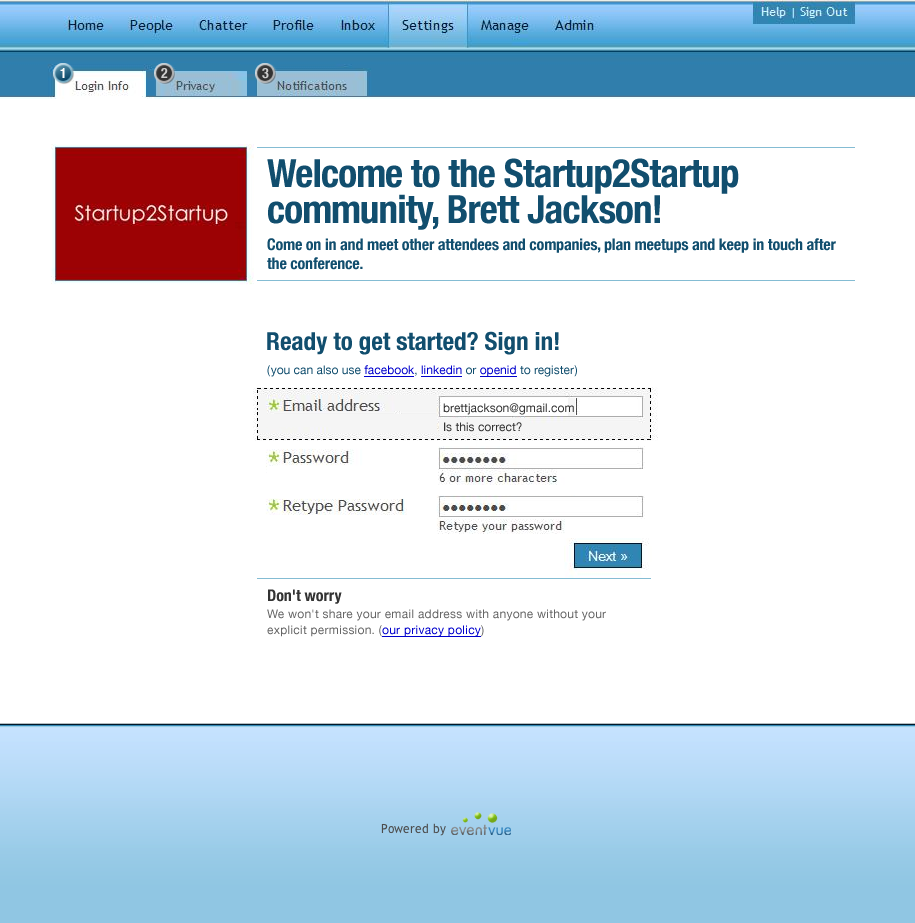 Help | Sign Out
Home People Chatter Profile Inbox Settings Manage Admin
1 Login Info 2 Privacy 3 Notifications
Startup2Startup
Welcome to the Startup2Startup
community, Brett Jackson!
Come on in and meet other attendees and companies, plan meetups and keep in touch after
the conference.
Ready to get started? Sign in!
(you can also use facebook, linkedin or openid to register)
* Email address brettjackson@gmail.com
Is this correct?
* Password ●●●●●●●●
6 or more characters
* Retype Password ●●●●●●●●
Retype your password
Next »
Don't worry
We won't share your email address with anyone without your
explicit permission. (our privacy policy)
Powered by eventvue